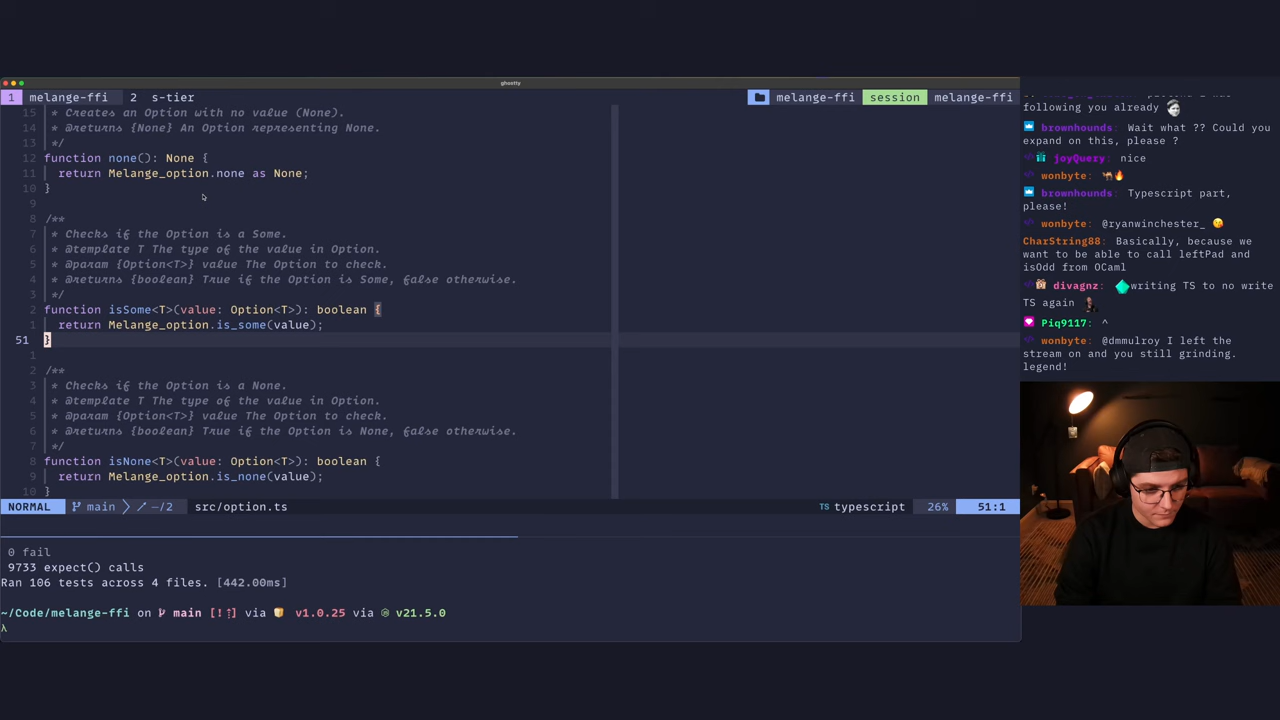 ghostty
1 melange-ffi 2 s-tier melange-ffi session melange-ffi
15 * Creates an Option with no value (None).
14 * @returns {None} An Option representing None.
13 */
12 function none(): None {
11 return Melange_option.none as None;
10 }
9
8 /**
7 * Checks if the Option is a Some.
6 * @template T The type of the value in Option.
5 * @param {Option<T>} value The Option to check.
4 * @returns {boolean} True if the Option is Some, false otherwise.
3 */
2 function isSome<T>(value: Option<T>): boolean {
1 return Melange_option.is_some(value);
51 }
1
2 /**
3 * Checks if the Option is a None.
4 * @template T The type of the value in Option.
5 * @param {Option<T>} value The Option to check.
6 * @returns {boolean} True if the Option is None, false otherwise.
7 */
8 function isNone<T>(value: Option<T>): boolean {
9 return Melange_option.is_none(value);
10 }
NORMAL main −/2 src/option.ts TS typescript 26% 51:1
0 fail
9733 expect() calls
Ran 106 tests across 4 files. [442.00ms]
~/Code/melange-ffi on main [!⇡] via v1.0.25 via v21.5.0
λ
following you already
brownhounds: Wait what ?? Could you
expand on this, please ?
joyQuery: nice
wonbyte: 🐫🔥
brownhounds: Typescript part,
please!
wonbyte: @ryanwinchester_ 😘
CharString88: Basically, because we
want to be able to call leftPad and
isOdd from OCaml
divagnz: writing TS to no write
TS again
Piq9117: ^
wonbyte: @dmmulroy I left the
stream on and you still grinding.
legend!